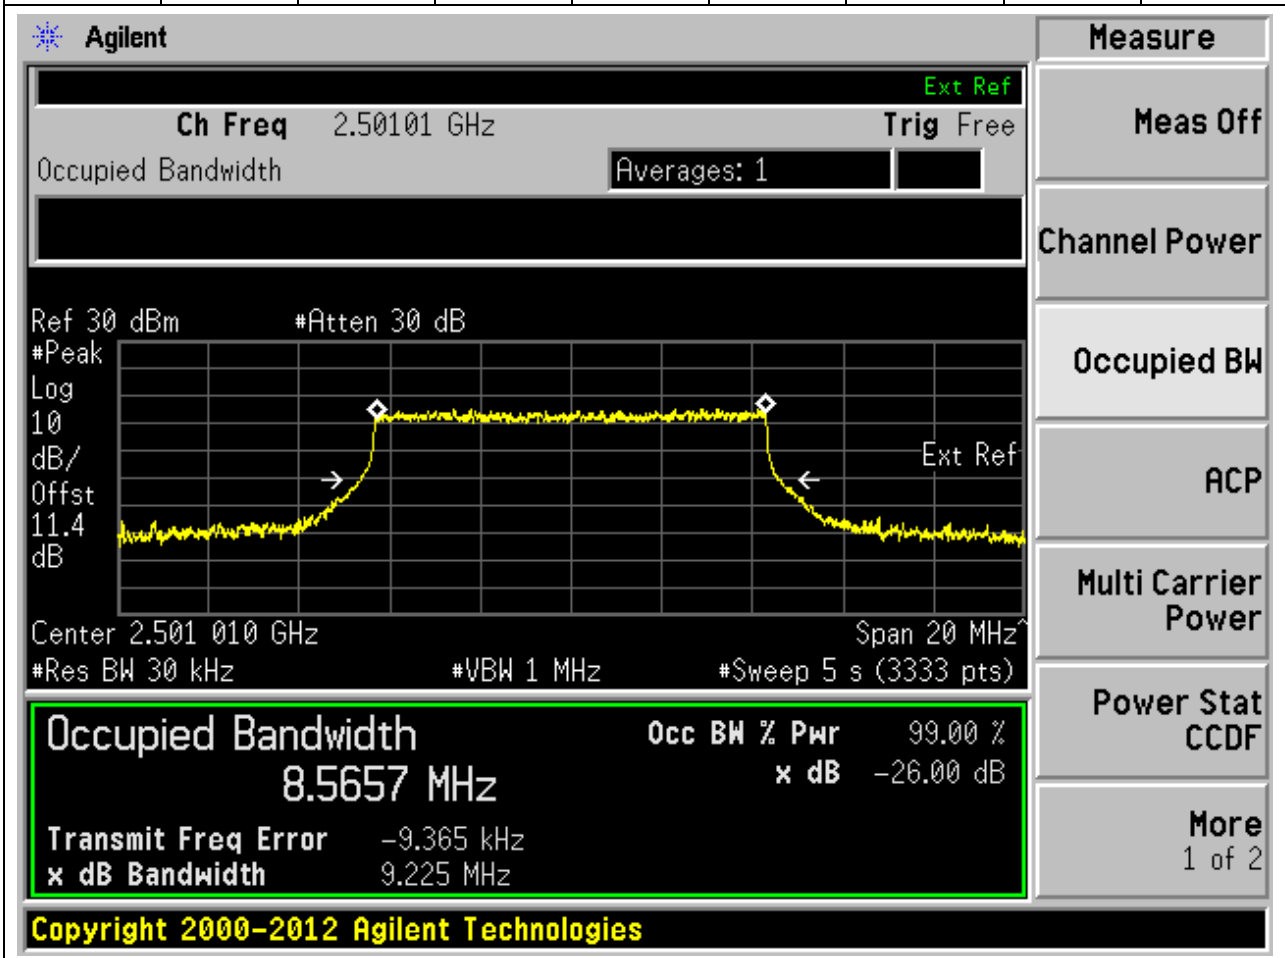 Agilent
Measure
Ext Ref
Ch Freq 2.50101 GHz Trig Free
Meas Off
Occupied Bandwidth Averages: 1
Channel Power
Ref 30 dBm #Atten 30 dB
#Peak
Log
10
dB/
Offst
11.4
dB
Ext Ref
Occupied BW
ACP
Center 2.501 010 GHz Span 20 MHz^
#Res BW 30 kHz #VBW 1 MHz #Sweep 5 s (3333 pts)
Multi Carrier
Power
Occupied Bandwidth Occ BW % Pwr 99.00 %
8.5657 MHz x dB -26.00 dB
Transmit Freq Error -9.365 kHz
x dB Bandwidth 9.225 MHz
Power Stat
CCDF
More
1 of 2
Copyright 2000-2012 Agilent Technologies